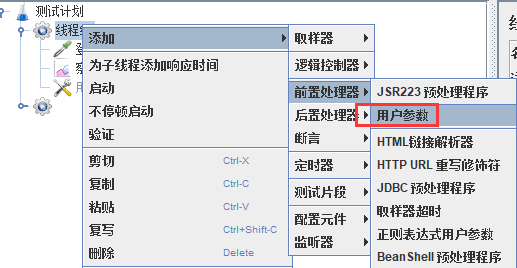 测试计划
线程组
添加
为子线程添加响应时间
启动
不停顿启动
验证
剪切 Ctrl-X
复制 Ctrl-C
粘贴 Ctrl-V
复写 Ctrl+Shift-C
删除 Delete
取样器
逻辑控制器
前置处理器
后置处理器
断言
定时器
测试片段
配置元件
监听器
JSR223 预处理程序
用户参数
HTML链接解析器
HTTP URL 重写修饰符
JDBC 预处理程序
取样器超时
正则表达式用户参数
BeanShell 预处理程序